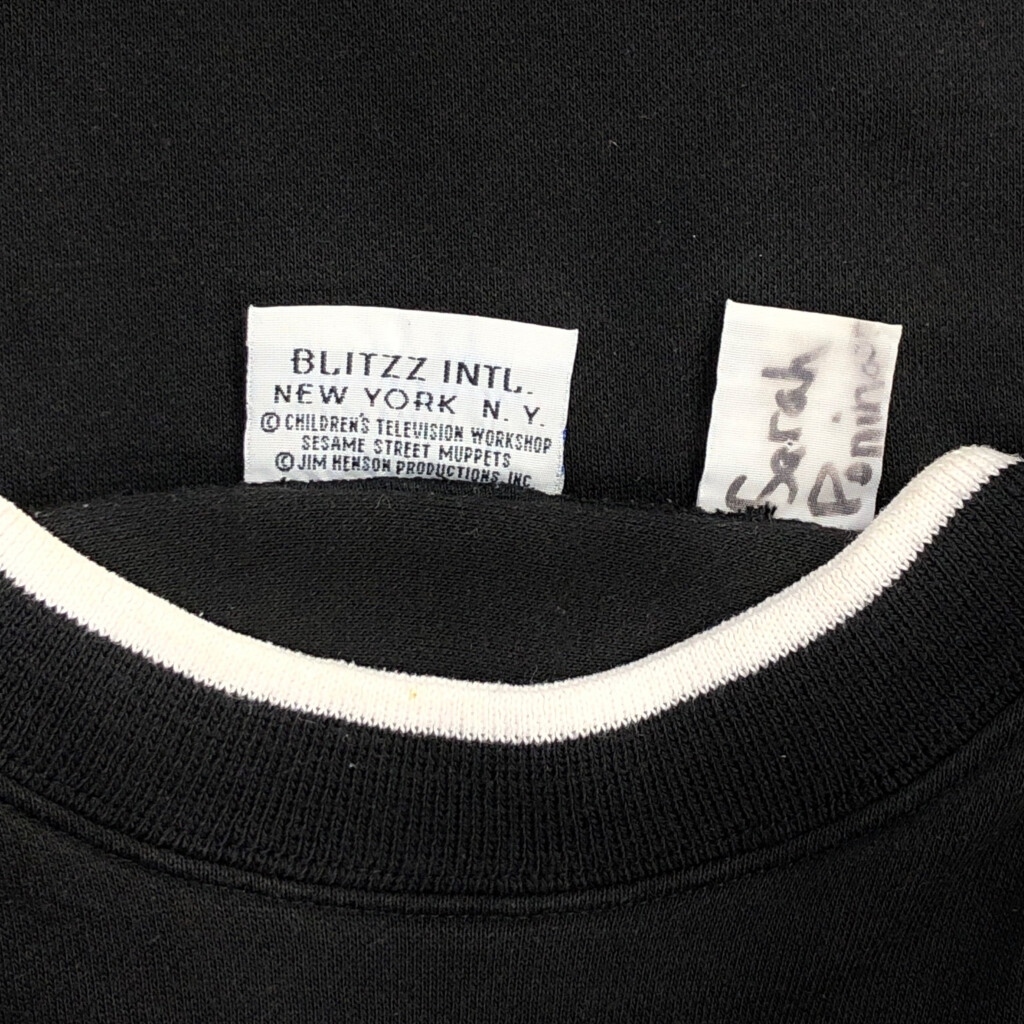 BLITZZ INTL.
NEW YORK N.Y.
© CHILDREN'S TELEVISION WORKSHOP
SESAME STREET MUPPETS
© JIM HENSON PRODUCTIONS, INC.
Sarah